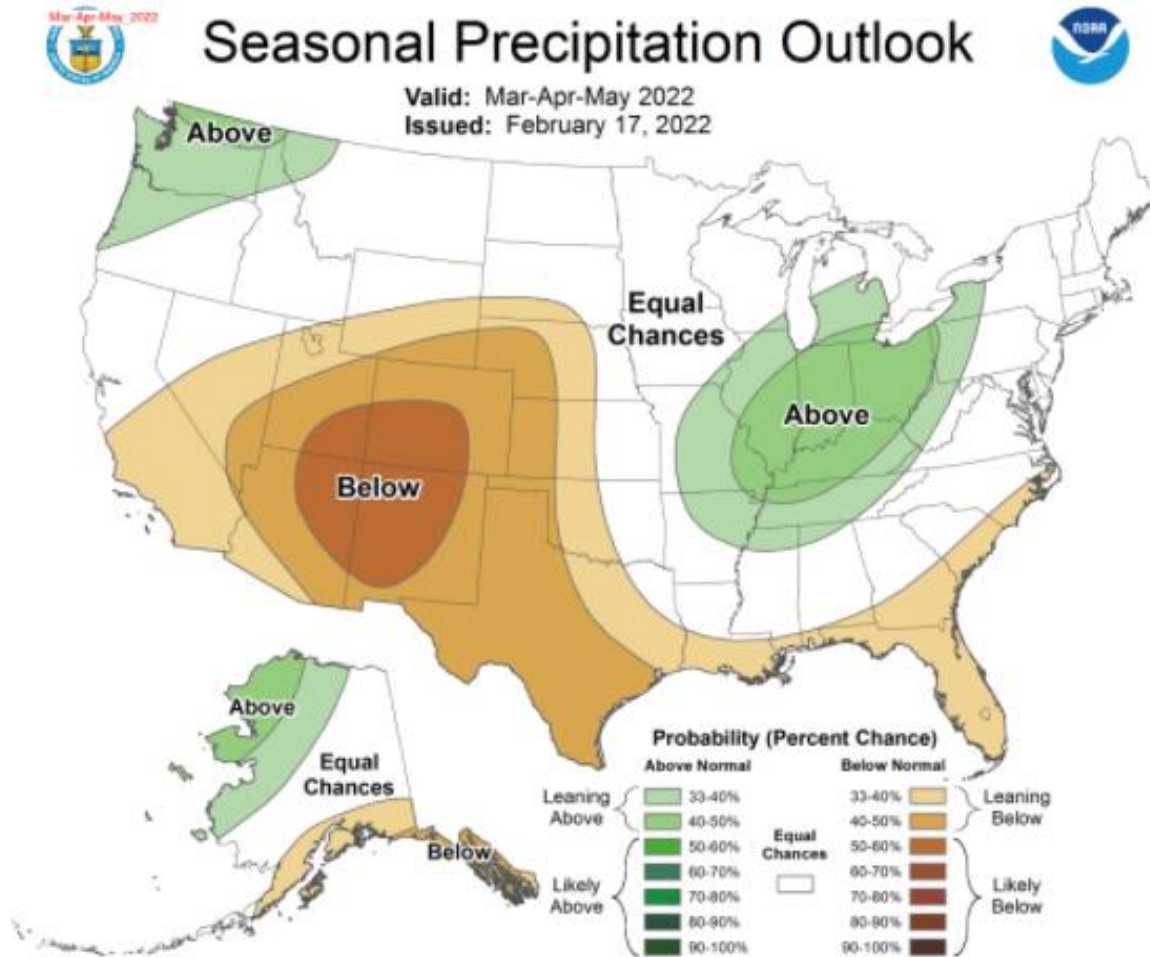 Mar-Apr-May_2022
NOAA
Seasonal Precipitation Outlook
Valid: Mar-Apr-May 2022
Issued: February 17, 2022
Above
Equal
Chances
Above
Below
Above
Equal
Chances
Below
Probability (Percent Chance)
Above Normal
Below Normal
Leaning
Above
33-40%
40-50%
Likely
Above
50-60%
60-70%
70-80%
80-90%
90-100%
Equal
Chances
33-40%
40-50%
Leaning
Below
50-60%
60-70%
70-80%
80-90%
90-100%
Likely
Below